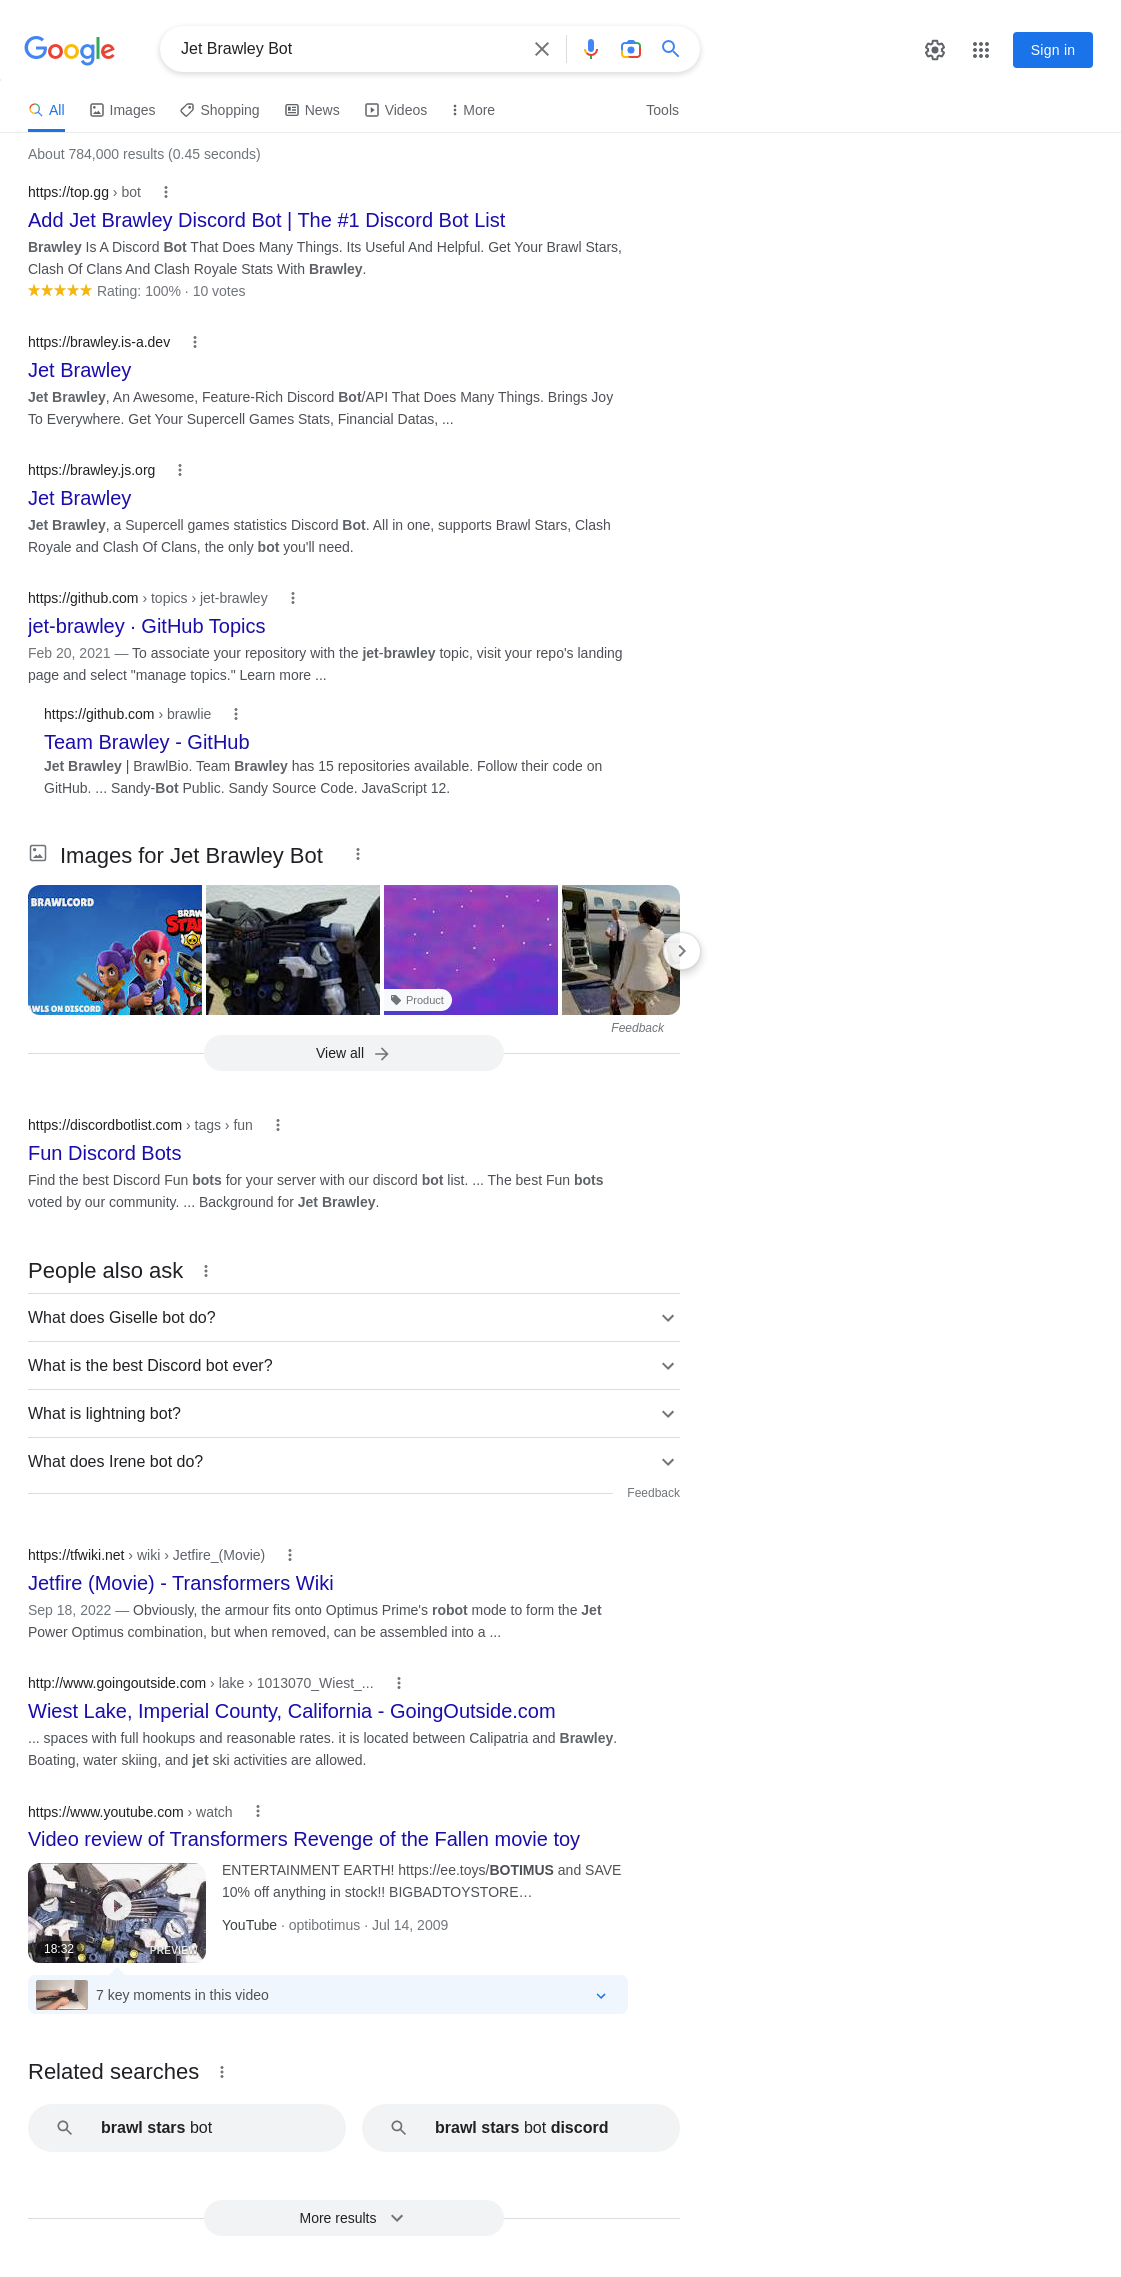 Google
Jet Brawley Bot
Sign in
All Images Shopping News Videos More Tools
About 784,000 results (0.45 seconds)
https://top.gg › bot
Add Jet Brawley Discord Bot | The #1 Discord Bot List
Brawley Is A Discord Bot That Does Many Things. Its Useful And Helpful. Get Your Brawl Stars,
Clash Of Clans And Clash Royale Stats With Brawley.
Rating: 100% · 10 votes
https://brawley.is-a.dev
Jet Brawley
Jet Brawley, An Awesome, Feature-Rich Discord Bot/API That Does Many Things. Brings Joy
To Everywhere. Get Your Supercell Games Stats, Financial Datas, ...
https://brawley.js.org
Jet Brawley
Jet Brawley, a Supercell games statistics Discord Bot. All in one, supports Brawl Stars, Clash
Royale and Clash Of Clans, the only bot you'll need.
https://github.com › topics › jet-brawley
jet-brawley · GitHub Topics
Feb 20, 2021 — To associate your repository with the jet-brawley topic, visit your repo's landing
page and select "manage topics." Learn more ...
https://github.com › brawlie
Team Brawley - GitHub
Jet Brawley | BrawlBio. Team Brawley has 15 repositories available. Follow their code on
GitHub. ... Sandy-Bot Public. Sandy Source Code. JavaScript 12.
Images for Jet Brawley Bot
BRAWLCORD
BRAW
STA
AWLS ON DISCORD
Product
Feedback
View all
https://discordbotlist.com › tags › fun
Fun Discord Bots
Find the best Discord Fun bots for your server with our discord bot list. ... The best Fun bots
voted by our community. ... Background for Jet Brawley.
People also ask
What does Giselle bot do?
What is the best Discord bot ever?
What is lightning bot?
What does Irene bot do?
Feedback
https://tfwiki.net › wiki › Jetfire_(Movie)
Jetfire (Movie) - Transformers Wiki
Sep 18, 2022 — Obviously, the armour fits onto Optimus Prime's robot mode to form the Jet
Power Optimus combination, but when removed, can be assembled into a ...
http://www.goingoutside.com › lake › 1013070_Wiest_...
Wiest Lake, Imperial County, California - GoingOutside.com
... spaces with full hookups and reasonable rates. it is located between Calipatria and Brawley.
Boating, water skiing, and jet ski activities are allowed.
https://www.youtube.com › watch
Video review of Transformers Revenge of the Fallen movie toy
ENTERTAINMENT EARTH! https://ee.toys/BOTIMUS and SAVE
10% off anything in stock!! BIGBADTOYSTORE…
YouTube · optibotimus · Jul 14, 2009
18:32 PREVIEW
7 key moments in this video
Related searches
brawl stars bot
brawl stars bot discord
More results